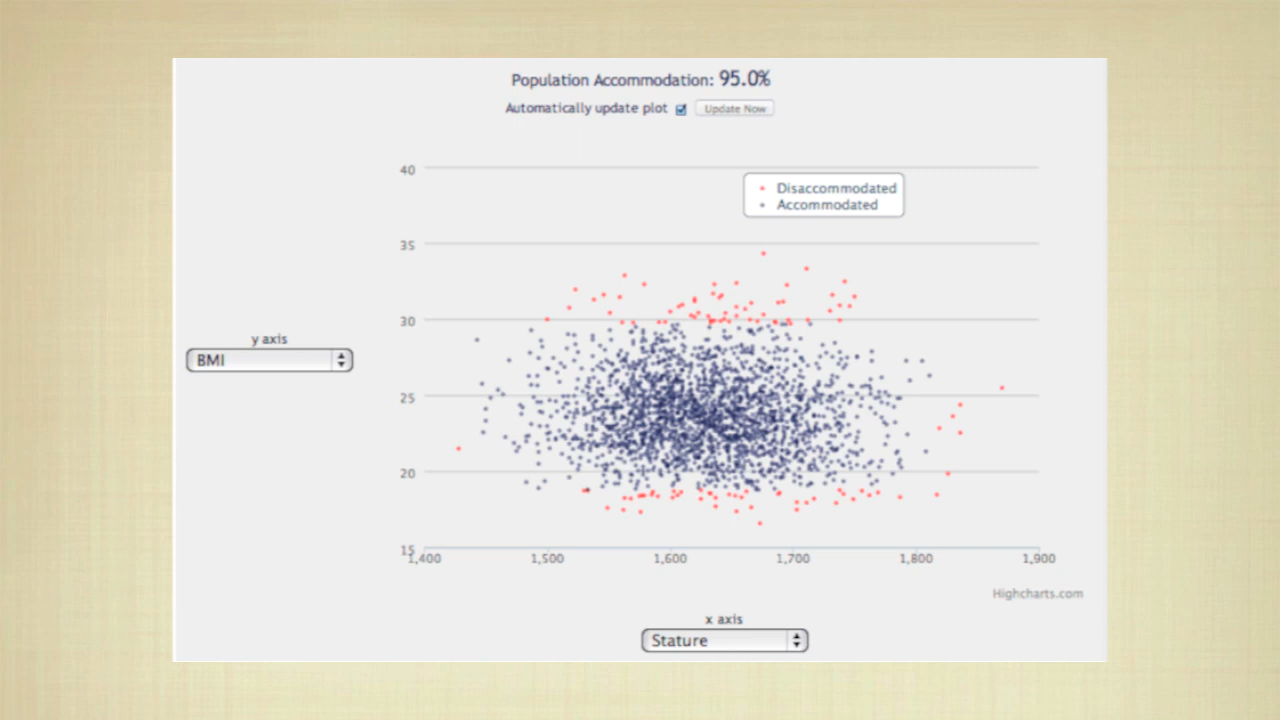 Population Accommodation: 95.0%
Automatically update plot Update Now
40
Disaccommodated
Accommodated
35
30
y axis
BMI
25
20
15
1,400 1,500 1,600 1,700 1,800 1,900
Highcharts.com
x axis
Stature